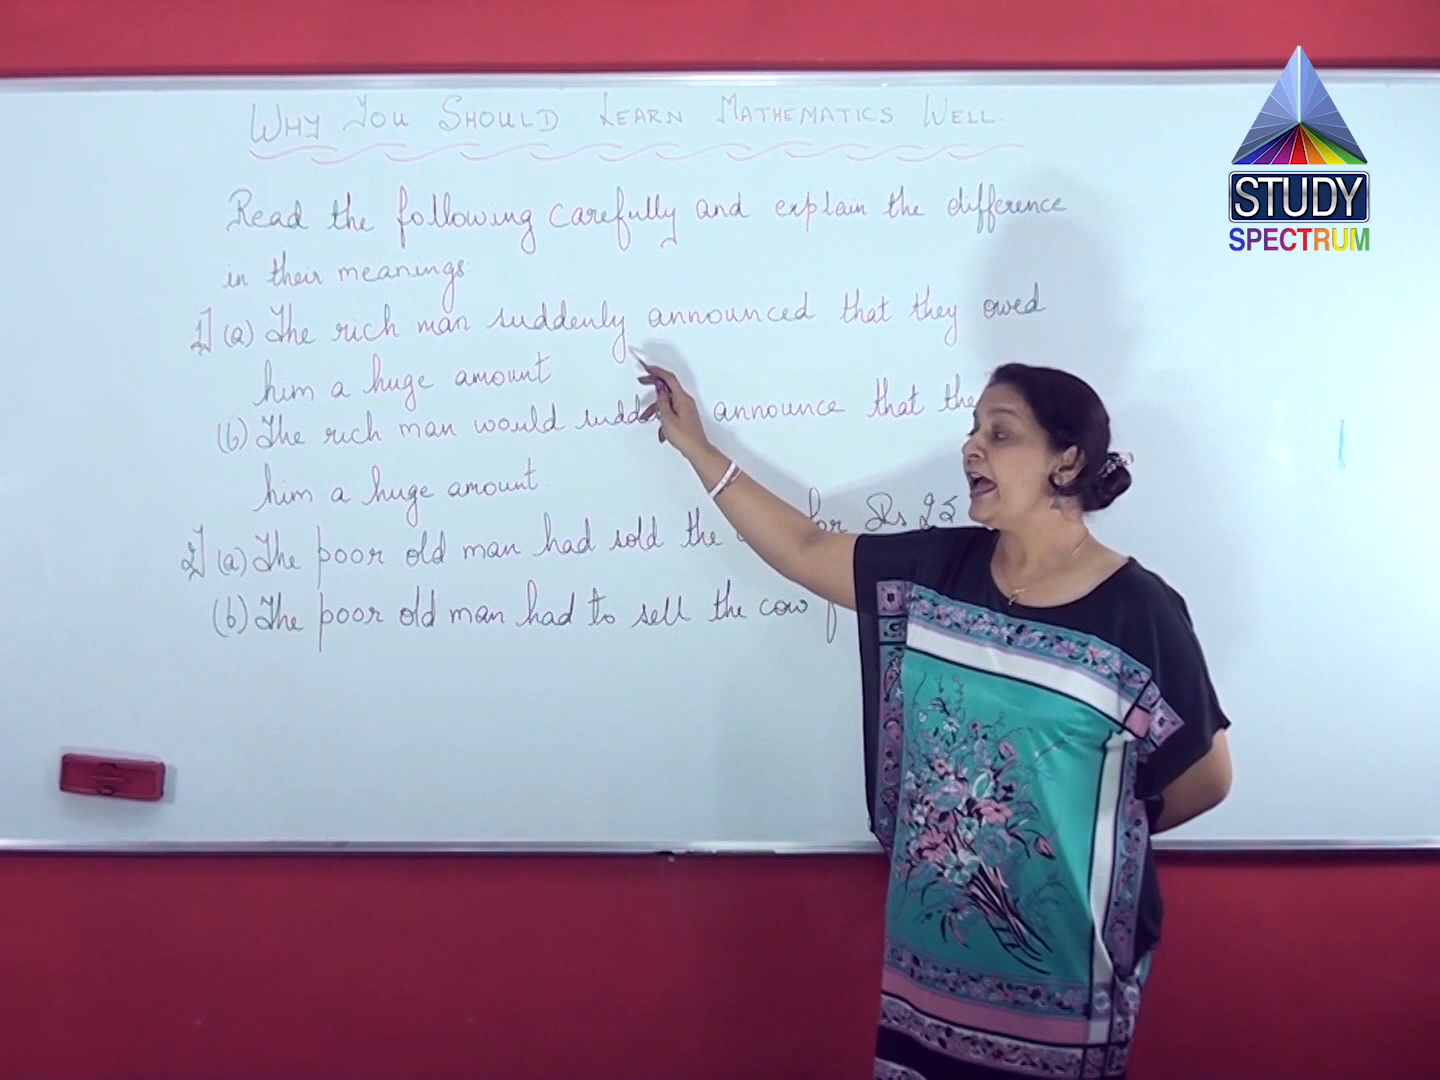 WHY YOU SHOULD LEARN MATHEMATICS WELL.
Read the following carefully and explain the difference
in their meanings:
1] (a) The rich man suddenly announced that they owed
him a huge amount
(b) The rich man would announce that
him a huge amount.
2] (a) The poor old man had sold the for Rs 25
(b) The poor old man had to sell the cow
STUDY
SPECTRUM